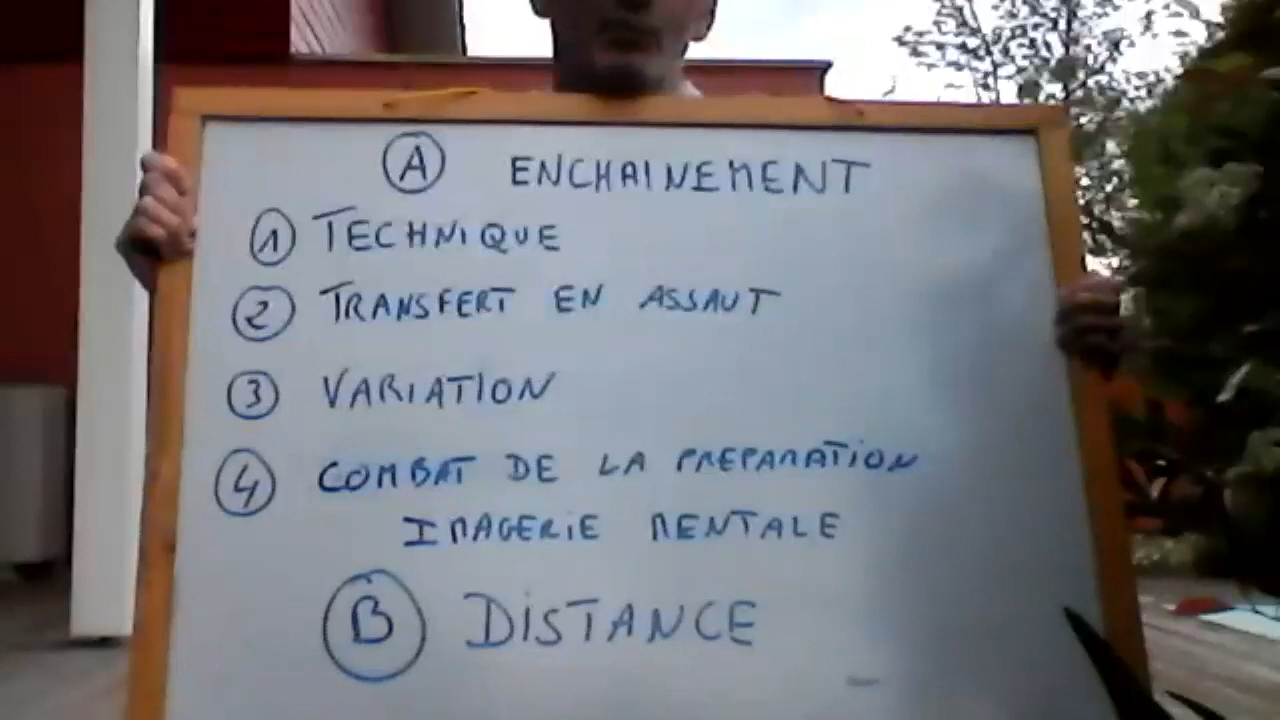 A ENCHAINEMENT
1 TECHNIQUE
2 TRANSFERT EN ASSAUT
3 VARIATION
4 COMBAT DE LA PREPARATION
IMAGERIE MENTALE
B DISTANCE